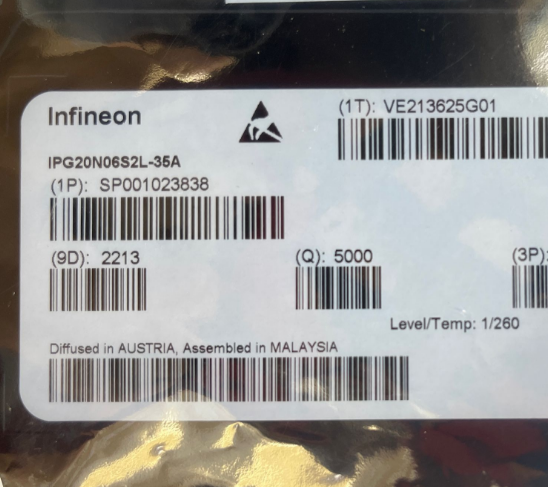 Infineon
(1T): VE213625G01
IPG20N06S2L-35A
(1P): SP001023838
(9D): 2213
(Q): 5000
(3P):
Level/Temp: 1/260
Diffused in AUSTRIA, Assembled in MALAYSIA